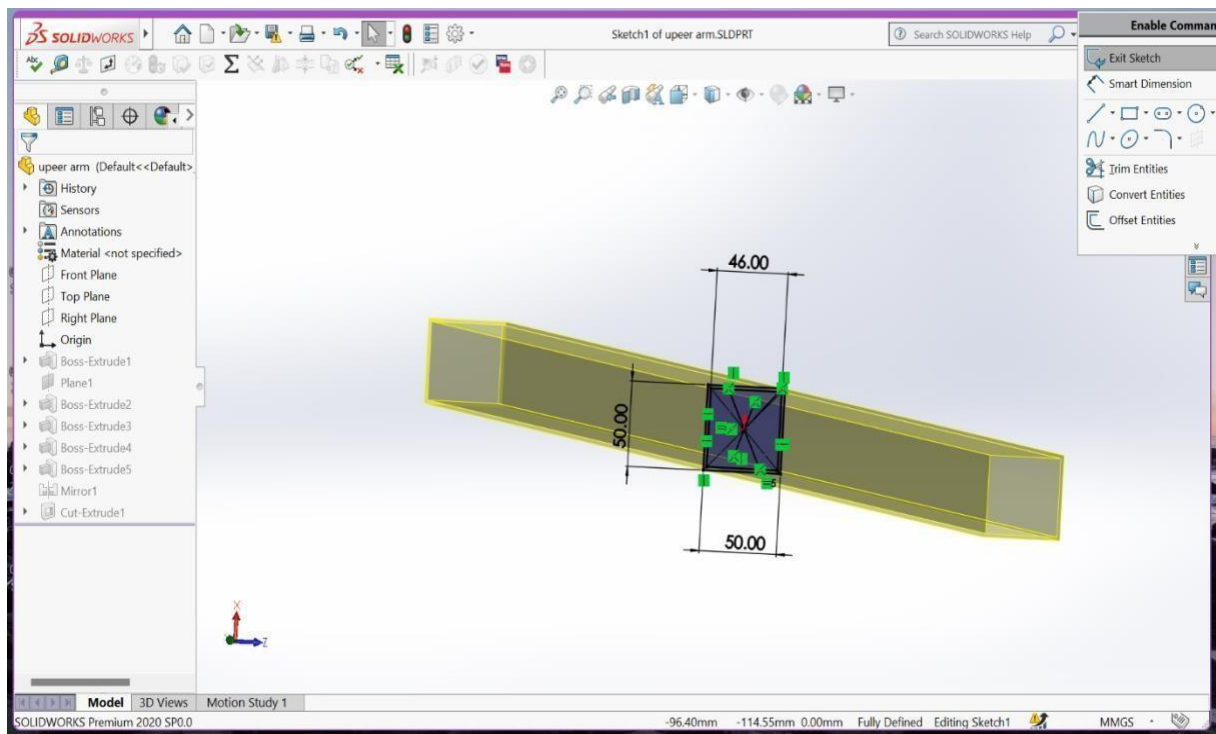 SOLIDWORKS
Sketch1 of upeer arm.SLDPRT
Search SOLIDWORKS Help
Enable Comman
Exit Sketch
Smart Dimension
Trim Entities
Convert Entities
Offset Entities
upeer arm (Default<<Default>
History
Sensors
Annotations
Material <not specified>
Front Plane
Top Plane
Right Plane
Origin
Boss-Extrude1
Plane1
Boss-Extrude2
Boss-Extrude3
Boss-Extrude4
Boss-Extrude5
Mirror1
Cut-Extrude1
46.00
50.00
5
50.00
X
Z
Model 3D Views Motion Study 1
SOLIDWORKS Premium 2020 SP0.0 -96.40mm -114.55mm 0.00mm Fully Defined Editing Sketch1 MMGS